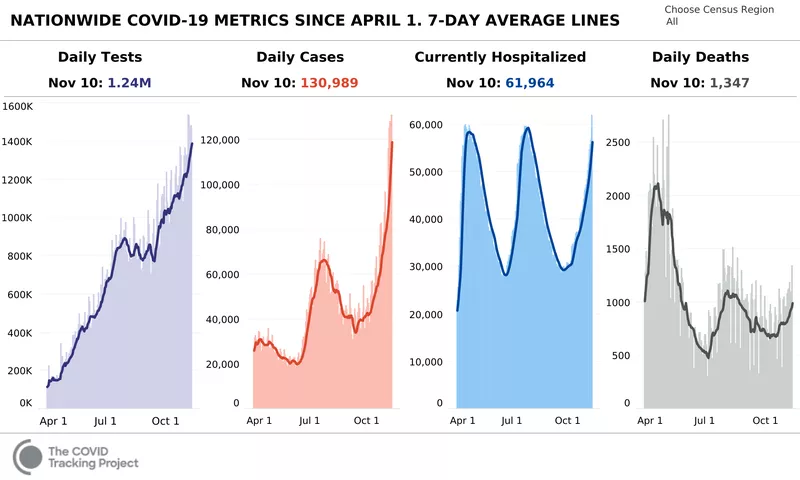 NATIONWIDE COVID-19 METRICS SINCE APRIL 1. 7-DAY AVERAGE LINES
Choose Census Region
All
Daily Tests
Nov 10: 1.24M
1600K
1400K
1200K
1000K
800K
600K
400K
200K
0K
Apr 1 Jul 1 Oct 1
Daily Cases
Nov 10: 130,989
120,000
100,000
80,000
60,000
40,000
20,000
0
Apr 1 Jul 1 Oct 1
Currently Hospitalized
Nov 10: 61,964
60,000
50,000
40,000
30,000
20,000
10,000
0
Apr 1 Jul 1 Oct 1
Daily Deaths
Nov 10: 1,347
2500
2000
1500
1000
500
0
Apr 1 Jul 1 Oct 1
The COVID
Tracking Project